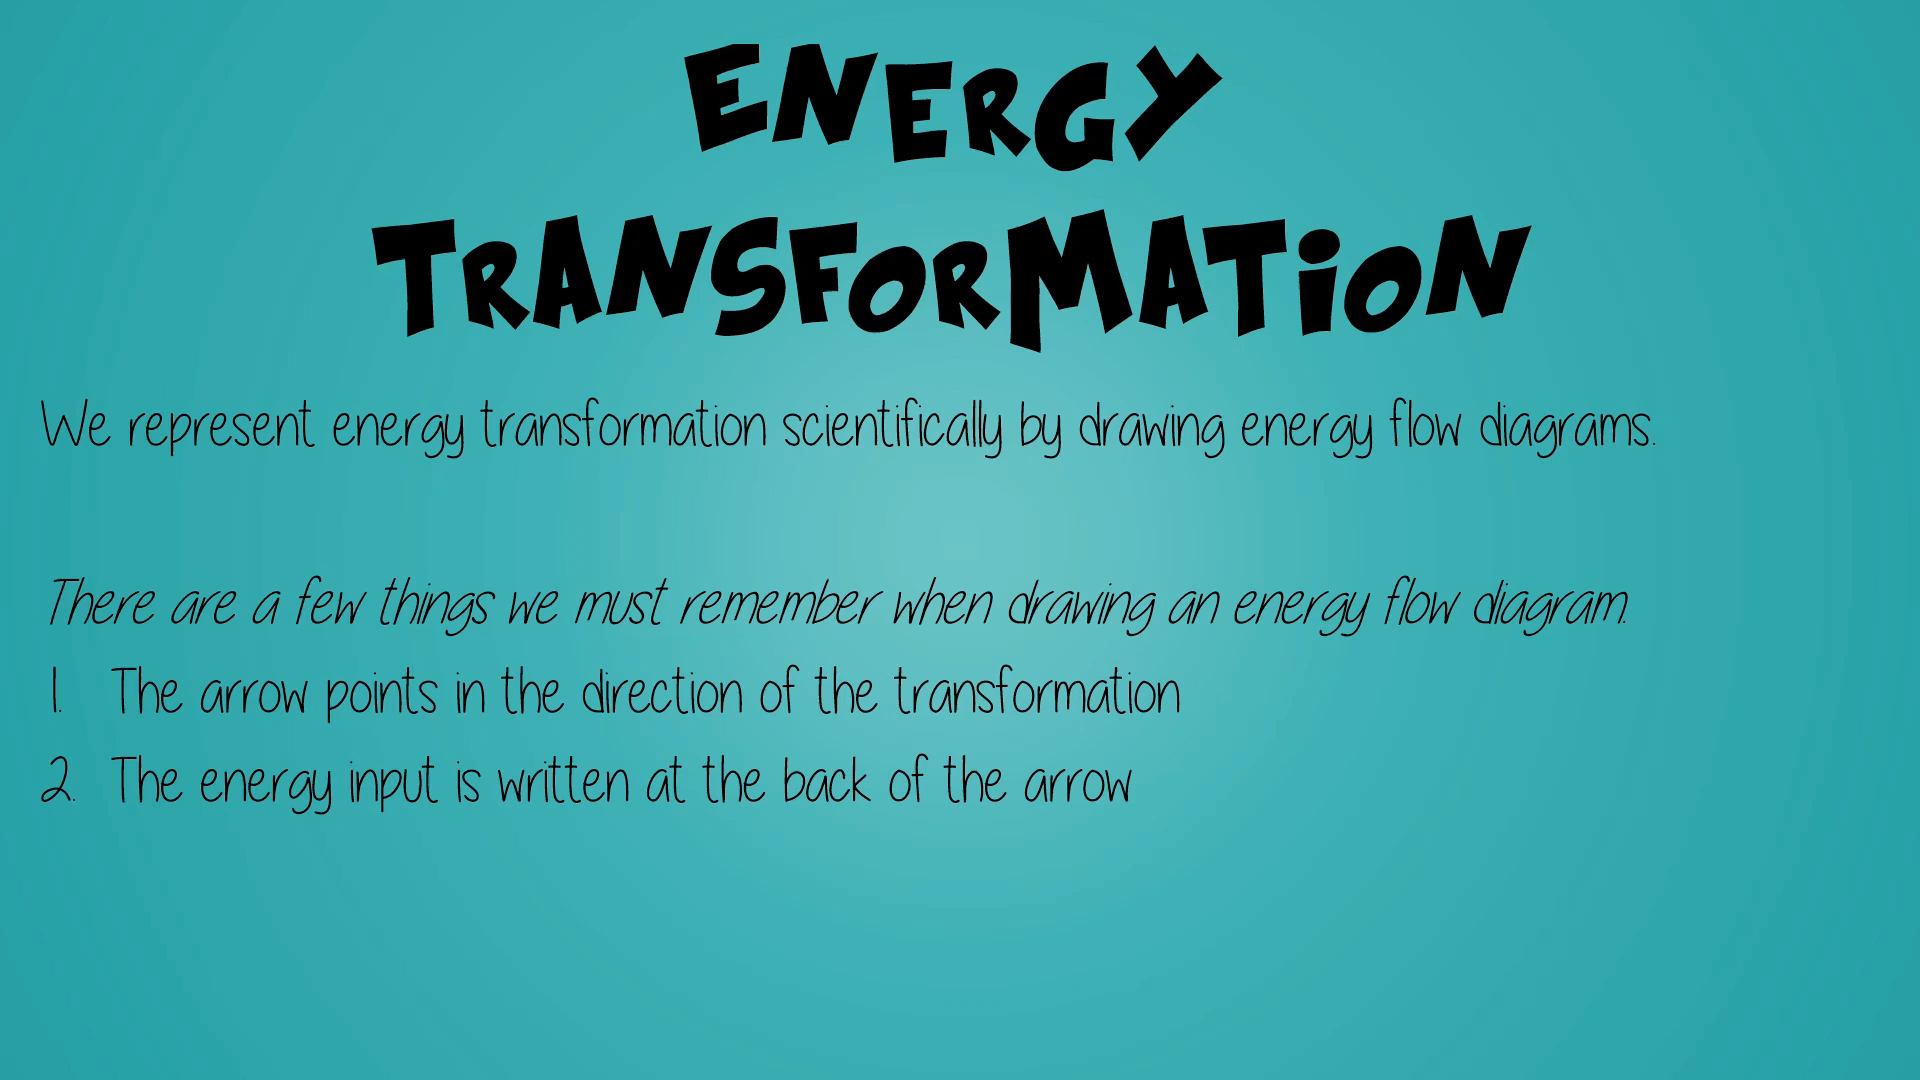 ENERGY
TRANSFORMATiON
We represent energy transformation scientifically by drawing energy flow diagrams.
There are a few things we must remember when drawing an energy flow diagram.
1. The arrow points in the direction of the transformation
2. The energy input is written at the back of the arrow